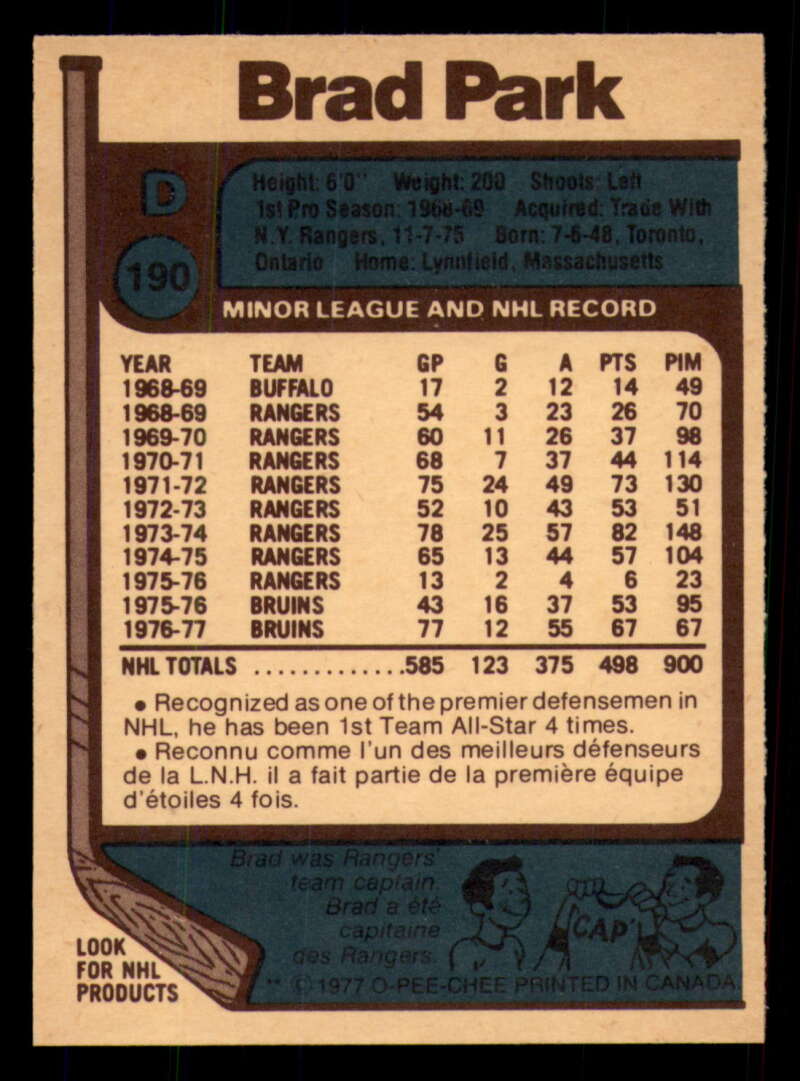 Brad Park
D
190
Height: 6'0" Weight: 200 Shoots: Left
1st Pro Season: 1968-69 Acquired: Trade With
N.Y. Rangers, 11-7-75 Born: 7-6-48, Toronto,
Ontario Home: Lynnfield, Massachusetts
MINOR LEAGUE AND NHL RECORD
YEAR TEAM GP G A PTS PIM
1968-69 BUFFALO 17 2 12 14 49
1968-69 RANGERS 54 3 23 26 70
1969-70 RANGERS 60 11 26 37 98
1970-71 RANGERS 68 7 37 44 114
1971-72 RANGERS 75 24 49 73 130
1972-73 RANGERS 52 10 43 53 51
1973-74 RANGERS 78 25 57 82 148
1974-75 RANGERS 65 13 44 57 104
1975-76 RANGERS 13 2 4 6 23
1975-76 BRUINS 43 16 37 53 95
1976-77 BRUINS 77 12 55 67 67
NHL TOTALS ..............585 123 375 498 900
• Recognized as one of the premier defensemen in
NHL, he has been 1st Team All-Star 4 times.
• Reconnu comme l'un des meilleurs défenseurs
de la L.N.H. il a fait partie de la première équipe
d'étoiles 4 fois.
Brad was Rangers'
team captain.
Brad a été
capitaine
des Rangers.
"CAP"
LOOK
FOR NHL
PRODUCTS
** © 1977 O-PEE-CHEE PRINTED IN CANADA.